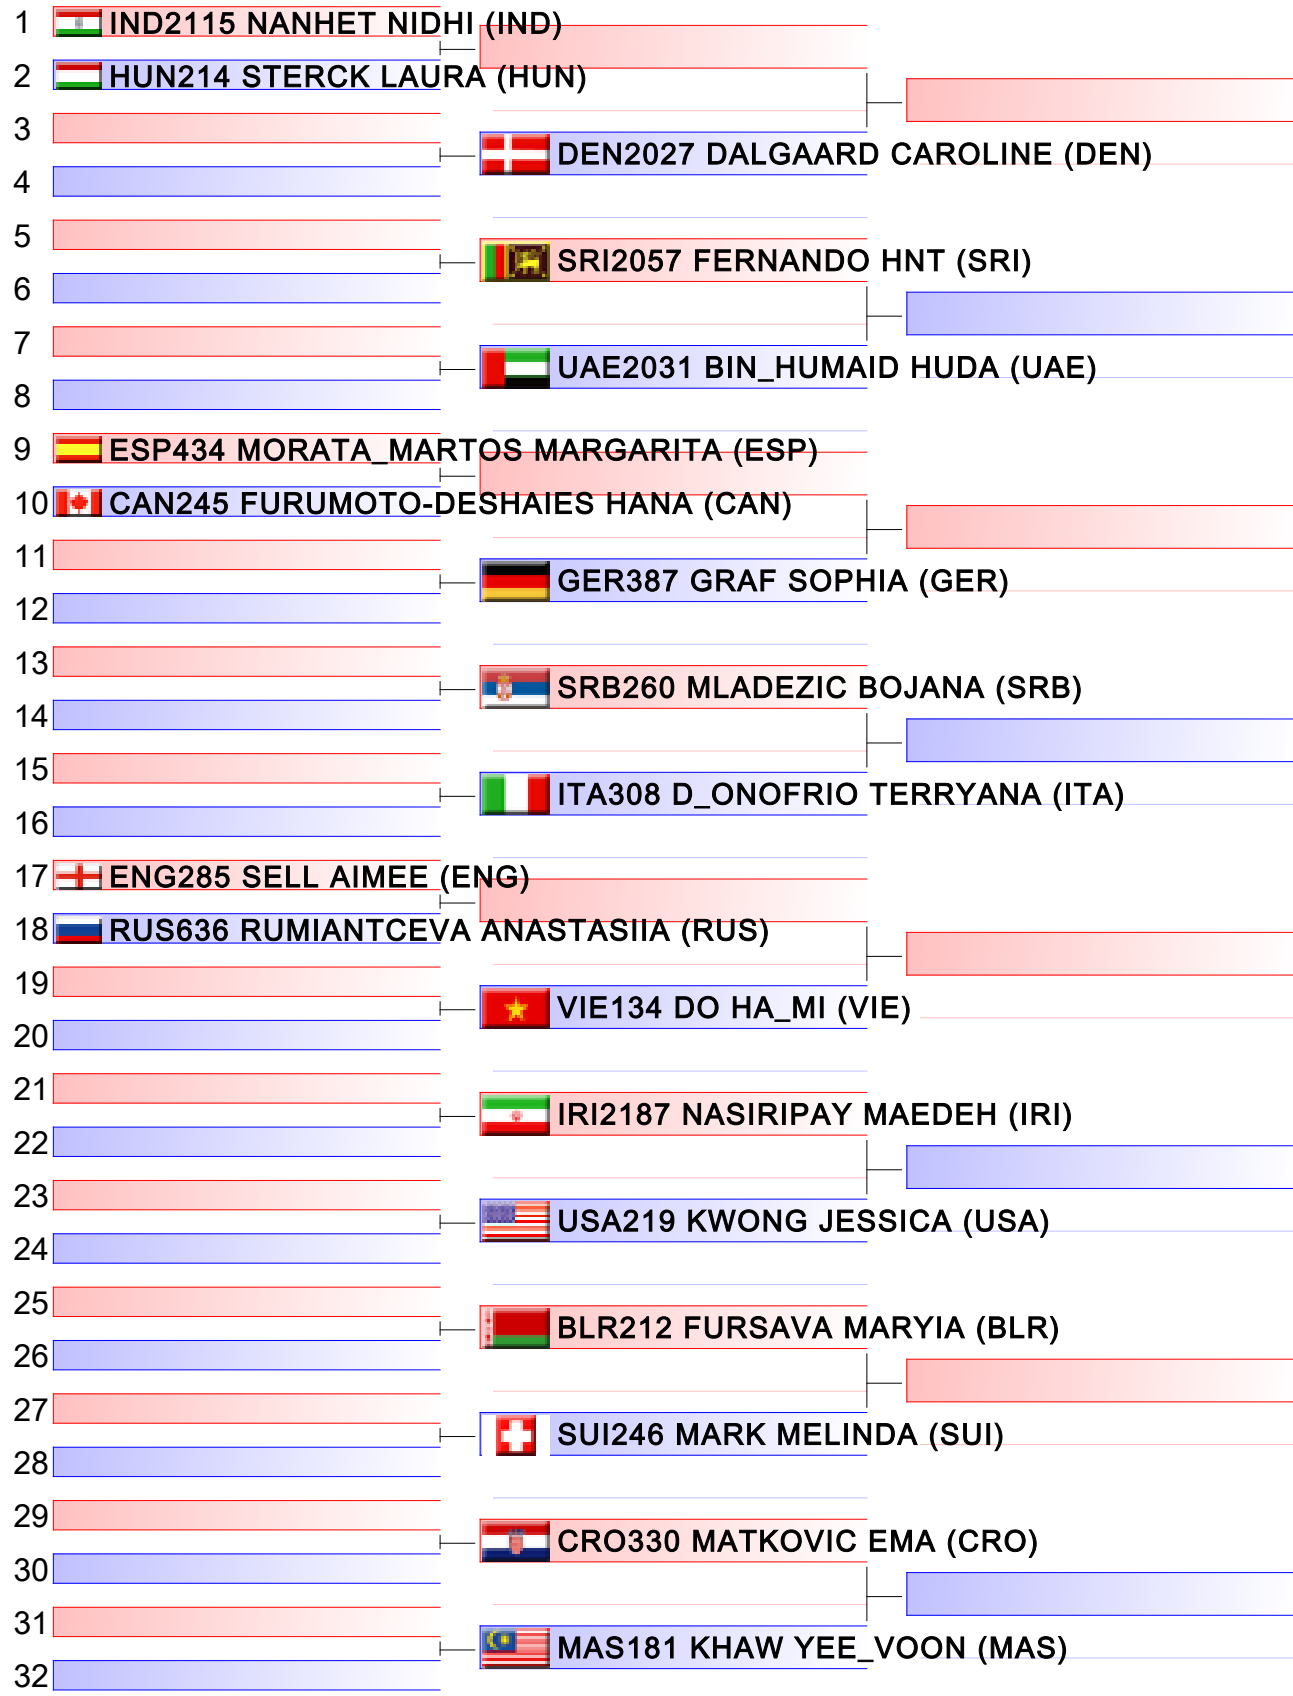 1 IND2115 NANHET NIDHI (IND)
2 HUN214 STERCK LAURA (HUN)
3
DEN2027 DALGAARD CAROLINE (DEN)
4
5
SRI2057 FERNANDO HNT (SRI)
6
7
UAE2031 BIN_HUMAID HUDA (UAE)
8
9 ESP434 MORATA_MARTOS MARGARITA (ESP)
10 CAN245 FURUMOTO-DESHAIES HANA (CAN)
11
GER387 GRAF SOPHIA (GER)
12
13
SRB260 MLADEZIC BOJANA (SRB)
14
15
ITA308 D_ONOFRIO TERRYANA (ITA)
16
17 ENG285 SELL AIMEE (ENG)
18 RUS636 RUMIANTCEVA ANASTASIIA (RUS)
19
VIE134 DO HA_MI (VIE)
20
21
IRI2187 NASIRIPAY MAEDEH (IRI)
22
23
USA219 KWONG JESSICA (USA)
24
25
BLR212 FURSAVA MARYIA (BLR)
26
27
SUI246 MARK MELINDA (SUI)
28
29
CRO330 MATKOVIC EMA (CRO)
30
31
MAS181 KHAW YEE_VOON (MAS)
32